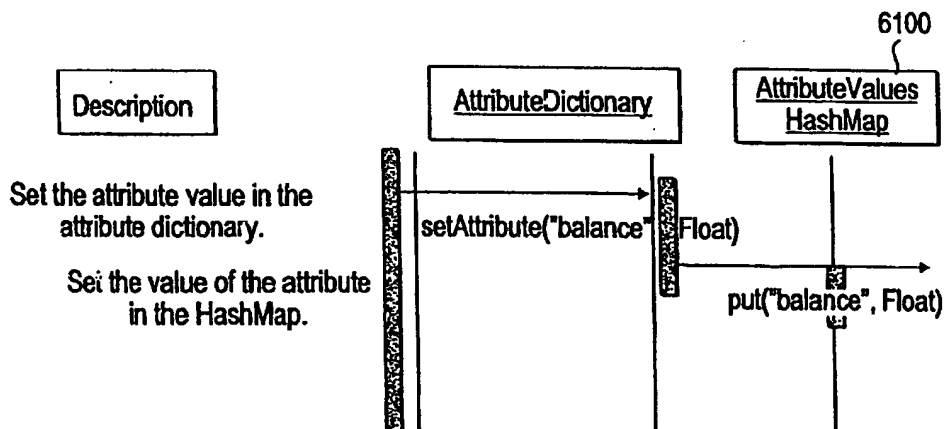 6100
Description
AttributeDictionary
AttributeValues
HashMap
Set the attribute value in the
attribute dictionary.
setAttribute("balance" Float)
Set the value of the attribute
in the HashMap.
put("balance", Float)